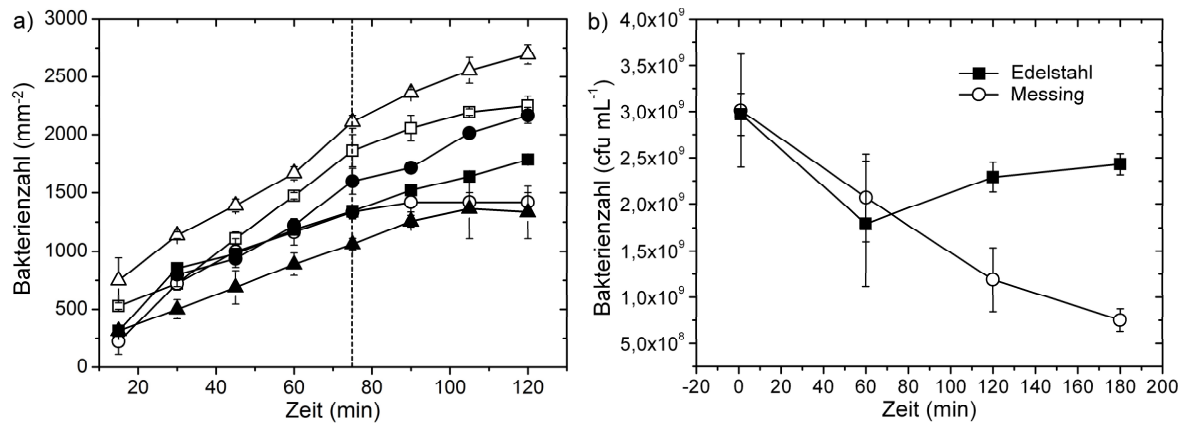 a)
3000
2500
2000
1500
1000
500
0
Bakterienzahl (mm⁻²)
20 40 60 80 100 120
Zeit (min)
b)
4,0x10⁹
3,5x10⁹
3,0x10⁹
2,5x10⁹
2,0x10⁹
1,5x10⁹
1,0x10⁹
5,0x10⁸
Bakterienzahl (cfu mL⁻¹)
Edelstahl
Messing
-20 0 20 40 60 80 100 120 140 160 180 200
Zeit (min)